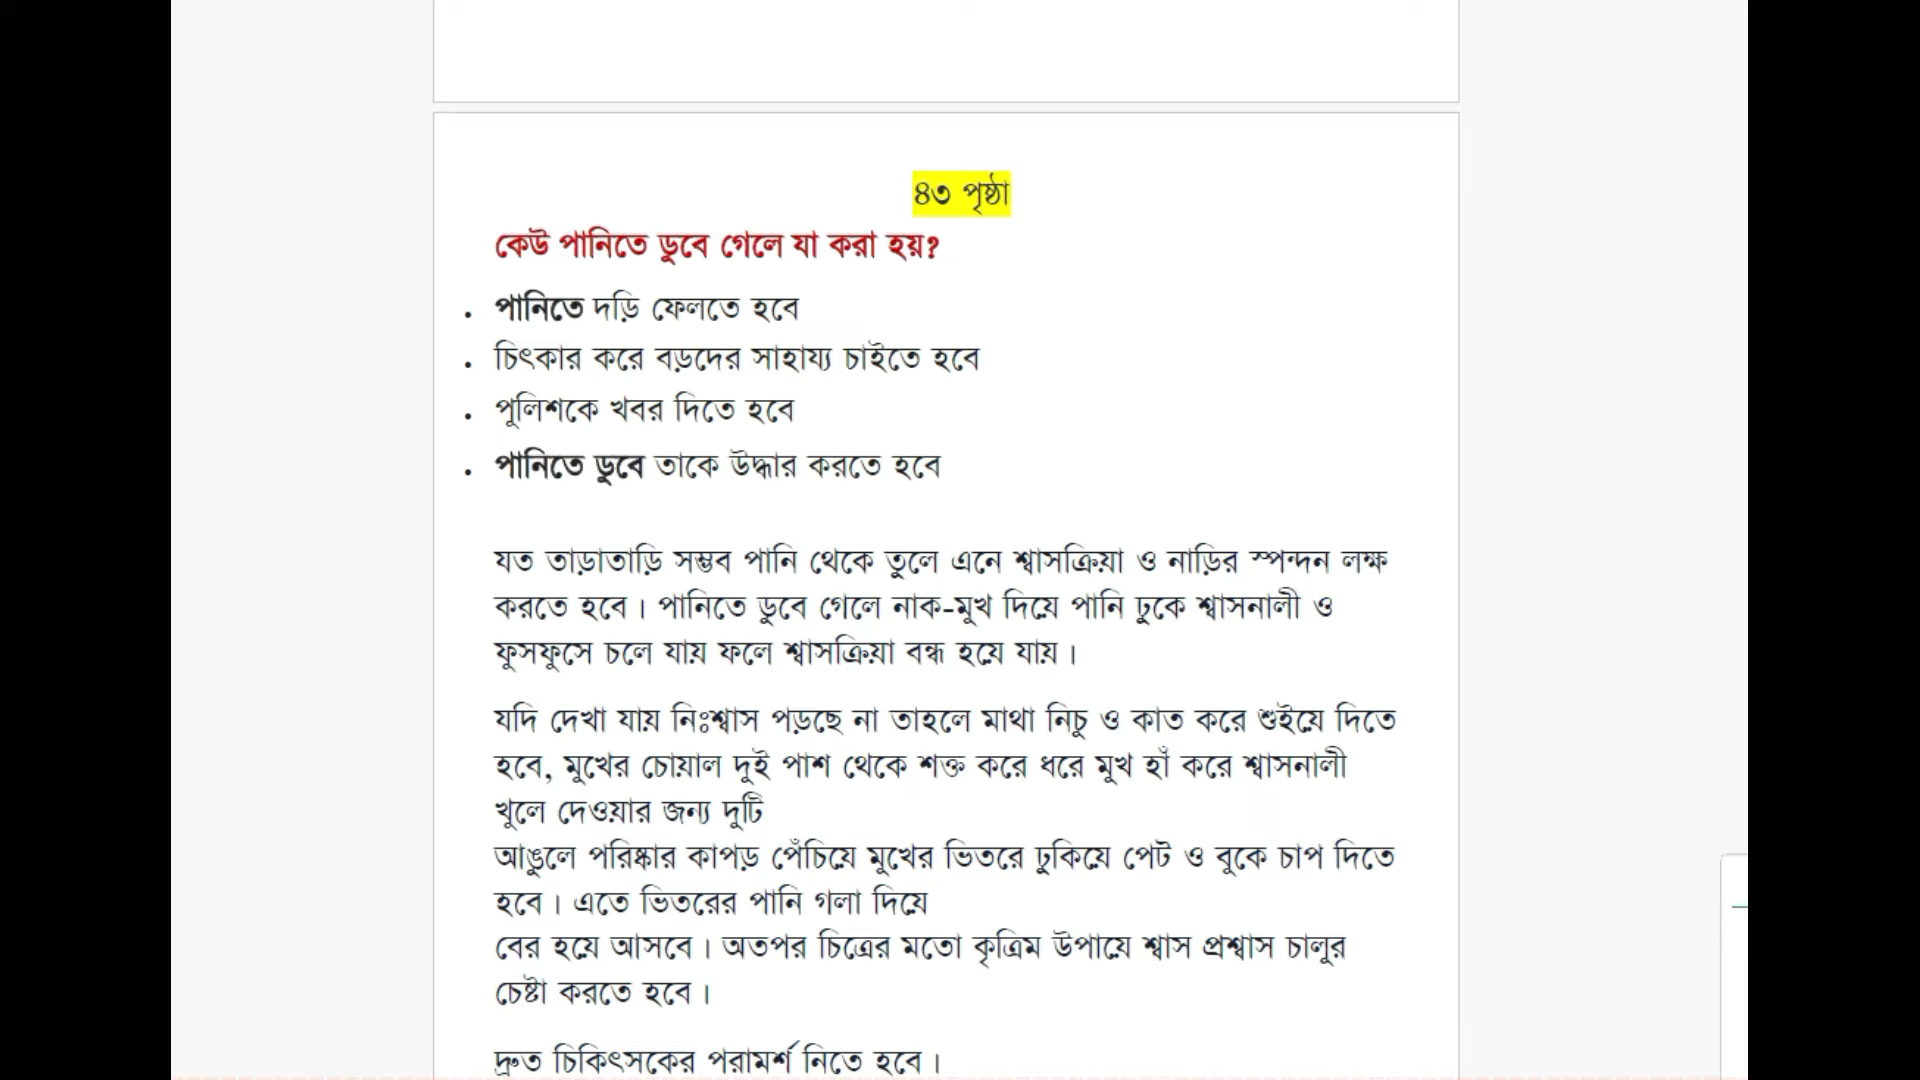 ৪৩ পৃষ্ঠা
কেউ পানিতে ডুবে গেলে যা করা হয়?
• পানিতে দড়ি ফেলতে হবে
• চিৎকার করে বড়দের সাহায্য চাইতে হবে
• পুলিশকে খবর দিতে হবে
• পানিতে ডুবে তাকে উদ্ধার করতে হবে
যত তাড়াতাড়ি সম্ভব পানি থেকে তুলে এনে শ্বাসক্রিয়া ও নাড়ির স্পন্দন লক্ষ
করতে হবে। পানিতে ডুবে গেলে নাক-মুখ দিয়ে পানি ঢুকে শ্বাসনালী ও
ফুসফুসে চলে যায় ফলে শ্বাসক্রিয়া বন্ধ হয়ে যায়।
যদি দেখা যায় নিঃশ্বাস পড়ছে না তাহলে মাথা নিচু ও কাত করে শুইয়ে দিতে
হবে, মুখের চোয়াল দুই পাশ থেকে শক্ত করে ধরে মুখ হাঁ করে শ্বাসনালী
খুলে দেওয়ার জন্য দুটি
আঙুলে পরিষ্কার কাপড় পেঁচিয়ে মুখের ভিতরে ঢুকিয়ে পেট ও বুকে চাপ দিতে
হবে। এতে ভিতরের পানি গলা দিয়ে
বের হয়ে আসবে। অতপর চিত্রের মতো কৃত্রিম উপায়ে শ্বাস প্রশ্বাস চালুর
চেষ্টা করতে হবে।
দ্রুত চিকিৎসকের পরামর্শ নিতে হবে।